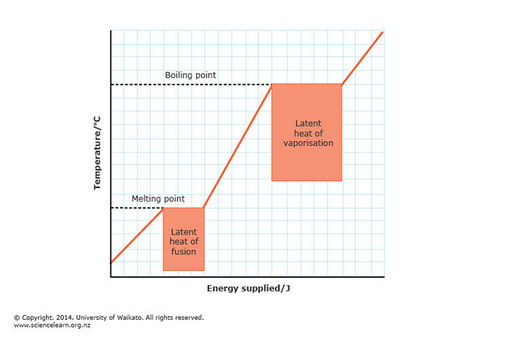 Boiling point
Latent
heat of
vaporisation
Temperature/°C
Melting point
Latent
heat of
fusion
Energy supplied/J
© Copyright. 2014. University of Waikato. All rights reserved.
www.sciencelearn.org.nz